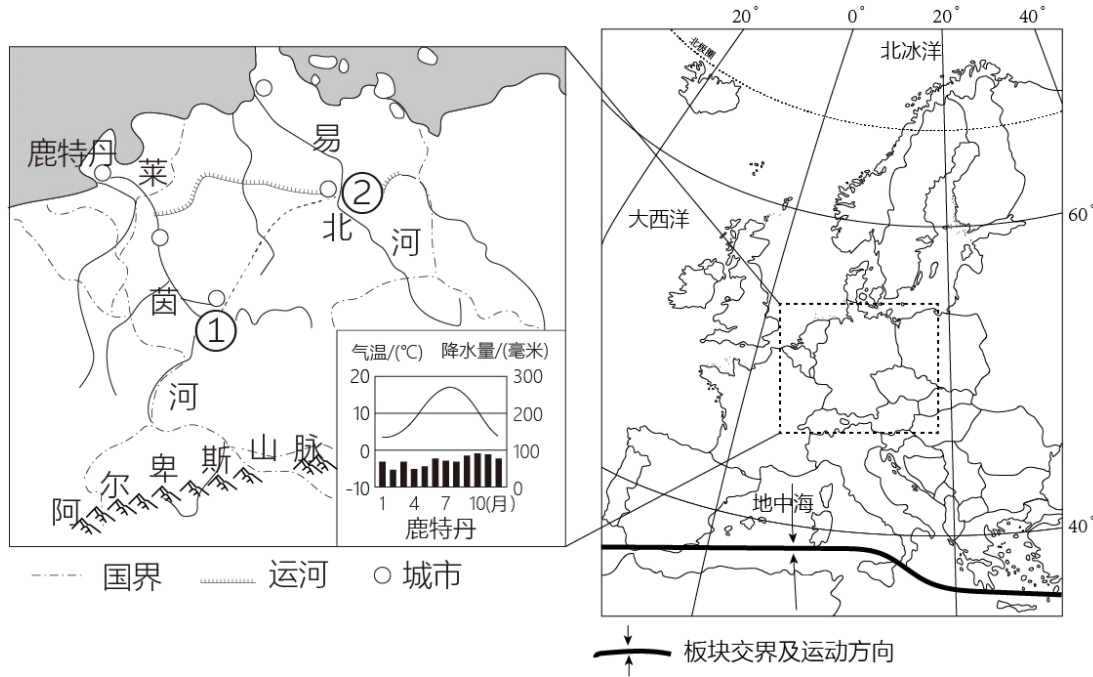 20° 0° 20° 40°
北极圈
北冰洋
大西洋
60°
地中海
40°
板块交界及运动方向
鹿特丹
莱
茵
河
易
北
河
②
①
阿尔卑斯山脉
气温/(℃) 降水量/(毫米)
20 300
10 200
0 100
-10 0
1 4 7 10(月)
鹿特丹
国界 运河 城市